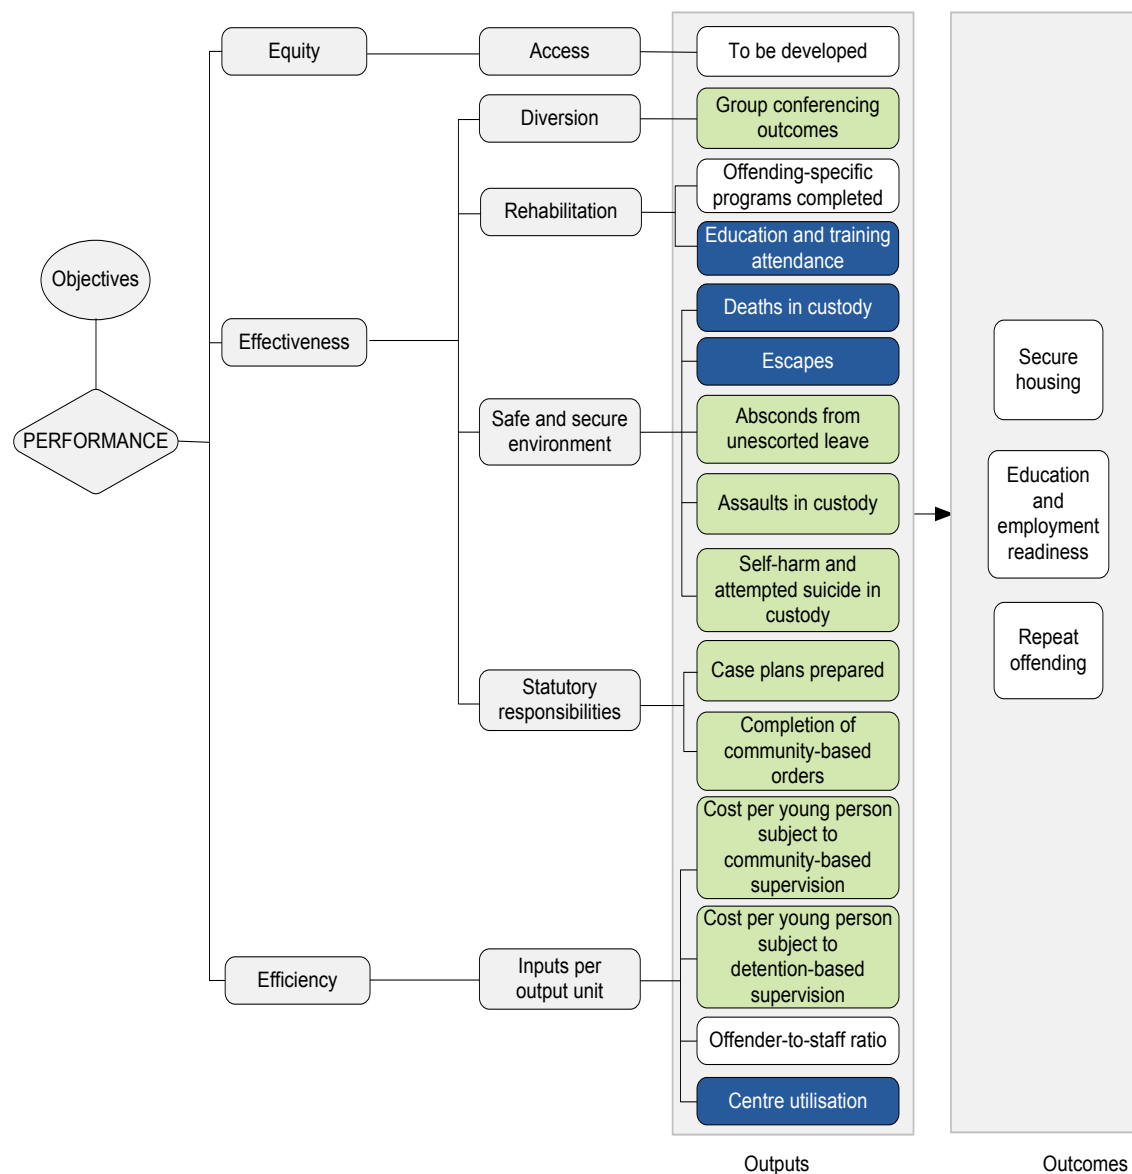 Objectives
PERFORMANCE
Equity
Access
To be developed
Effectiveness
Diversion
Group conferencing
outcomes
Rehabilitation
Offending-specific
programs completed
Education and training
attendance
Safe and secure
environment
Deaths in custody
Escapes
Absconds from
unescorted leave
Assaults in custody
Self-harm and
attempted suicide in
custody
Statutory
responsibilities
Case plans prepared
Completion of
community-based
orders
Efficiency
Inputs per
output unit
Cost per young person
subject to
community-based
supervision
Cost per young person
subject to
detention-based
supervision
Offender-to-staff ratio
Centre utilisation
Outputs
Secure
housing
Education
and
employment
readiness
Repeat
offending
Outcomes